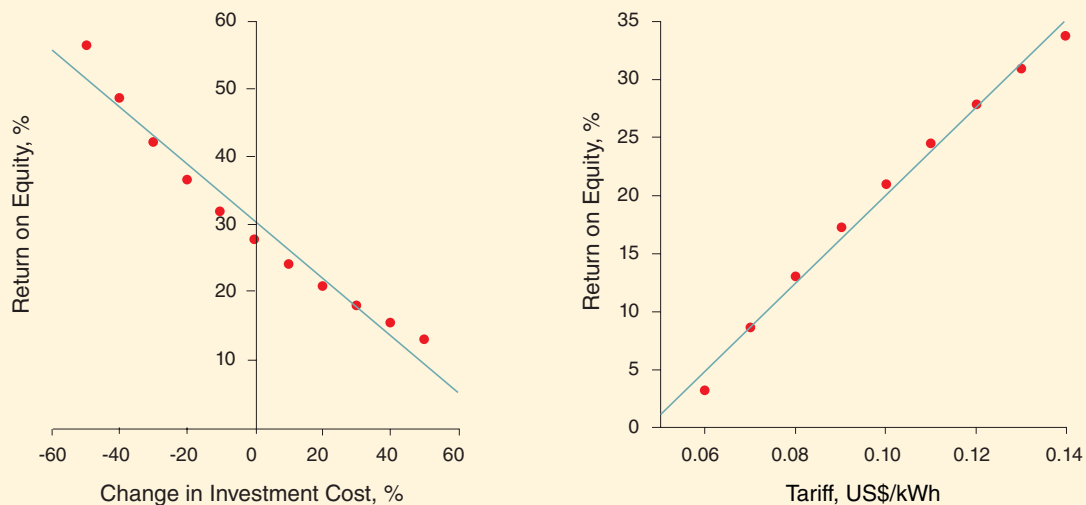 Return on Equity, %
60
50
40
30
20
10
-60 -40 -20 0 20 40 60
Change in Investment Cost, %
Return on Equity, %
35
30
25
20
15
10
5
0
0.06 0.08 0.10 0.12 0.14
Tariff, US$/kWh